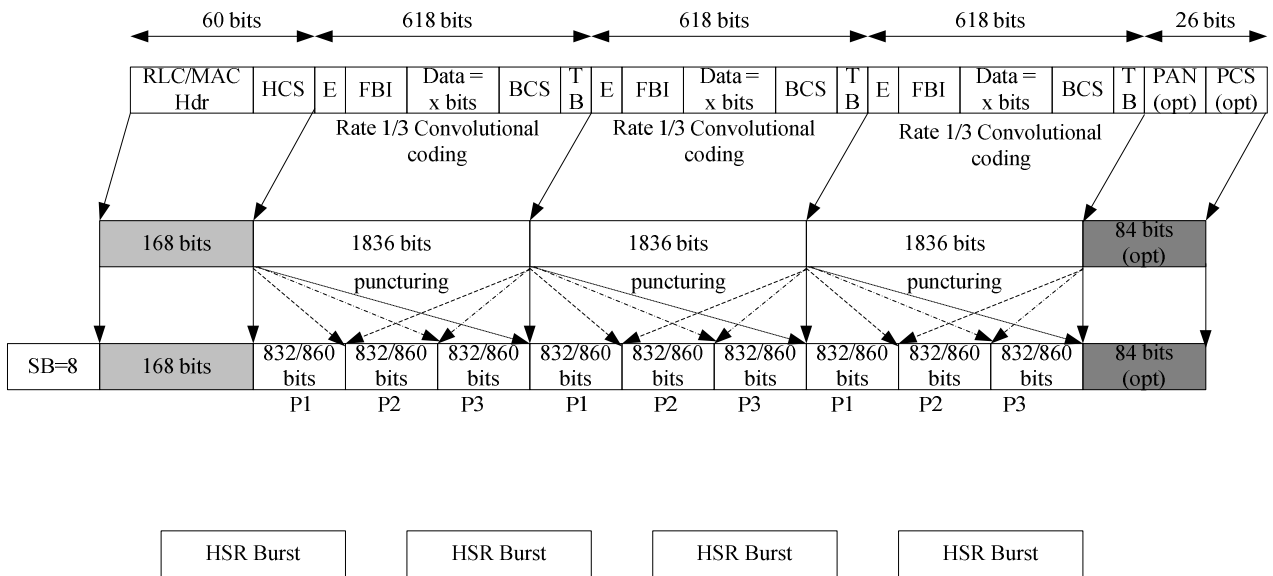 60 bits
618 bits
618 bits
618 bits
26 bits
RLC/MAC
Hdr
HCS
E
FBI
Data =
x bits
BCS
T
B
E
FBI
Data =
x bits
BCS
T
B
E
FBI
Data =
x bits
BCS
T
B
PAN
(opt)
PCS
(opt)
Rate 1/3 Convolutional
coding
Rate 1/3 Convolutional
coding
Rate 1/3 Convolutional
coding
168 bits
1836 bits
1836 bits
1836 bits
84 bits
(opt)
puncturing
puncturing
puncturing
SB=8
168 bits
832/860
bits
832/860
bits
832/860
bits
832/860
bits
832/860
bits
832/860
bits
832/860
bits
832/860
bits
832/860
bits
84 bits
(opt)
P1
P2
P3
P1
P2
P3
P1
P2
P3
HSR Burst
HSR Burst
HSR Burst
HSR Burst